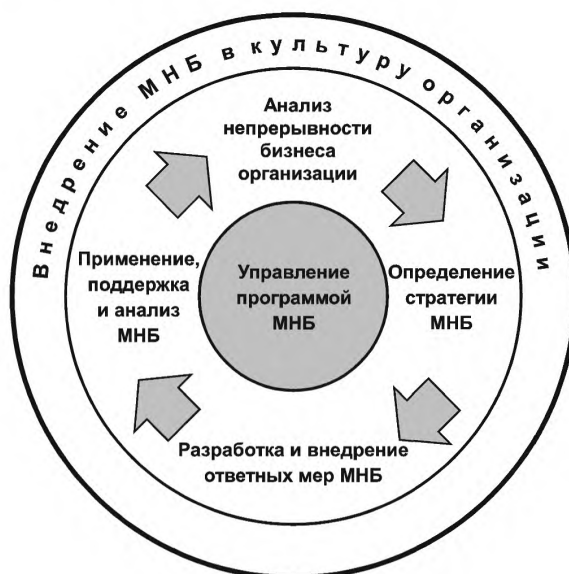 Внедрение МНБ в культуру организации
Анализ
непрерывности
бизнеса
организации
Применение,
поддержка
и анализ
МНБ
Управление
программой
МНБ
Определение
стратегии
МНБ
Разработка и внедрение
ответных мер МНБ